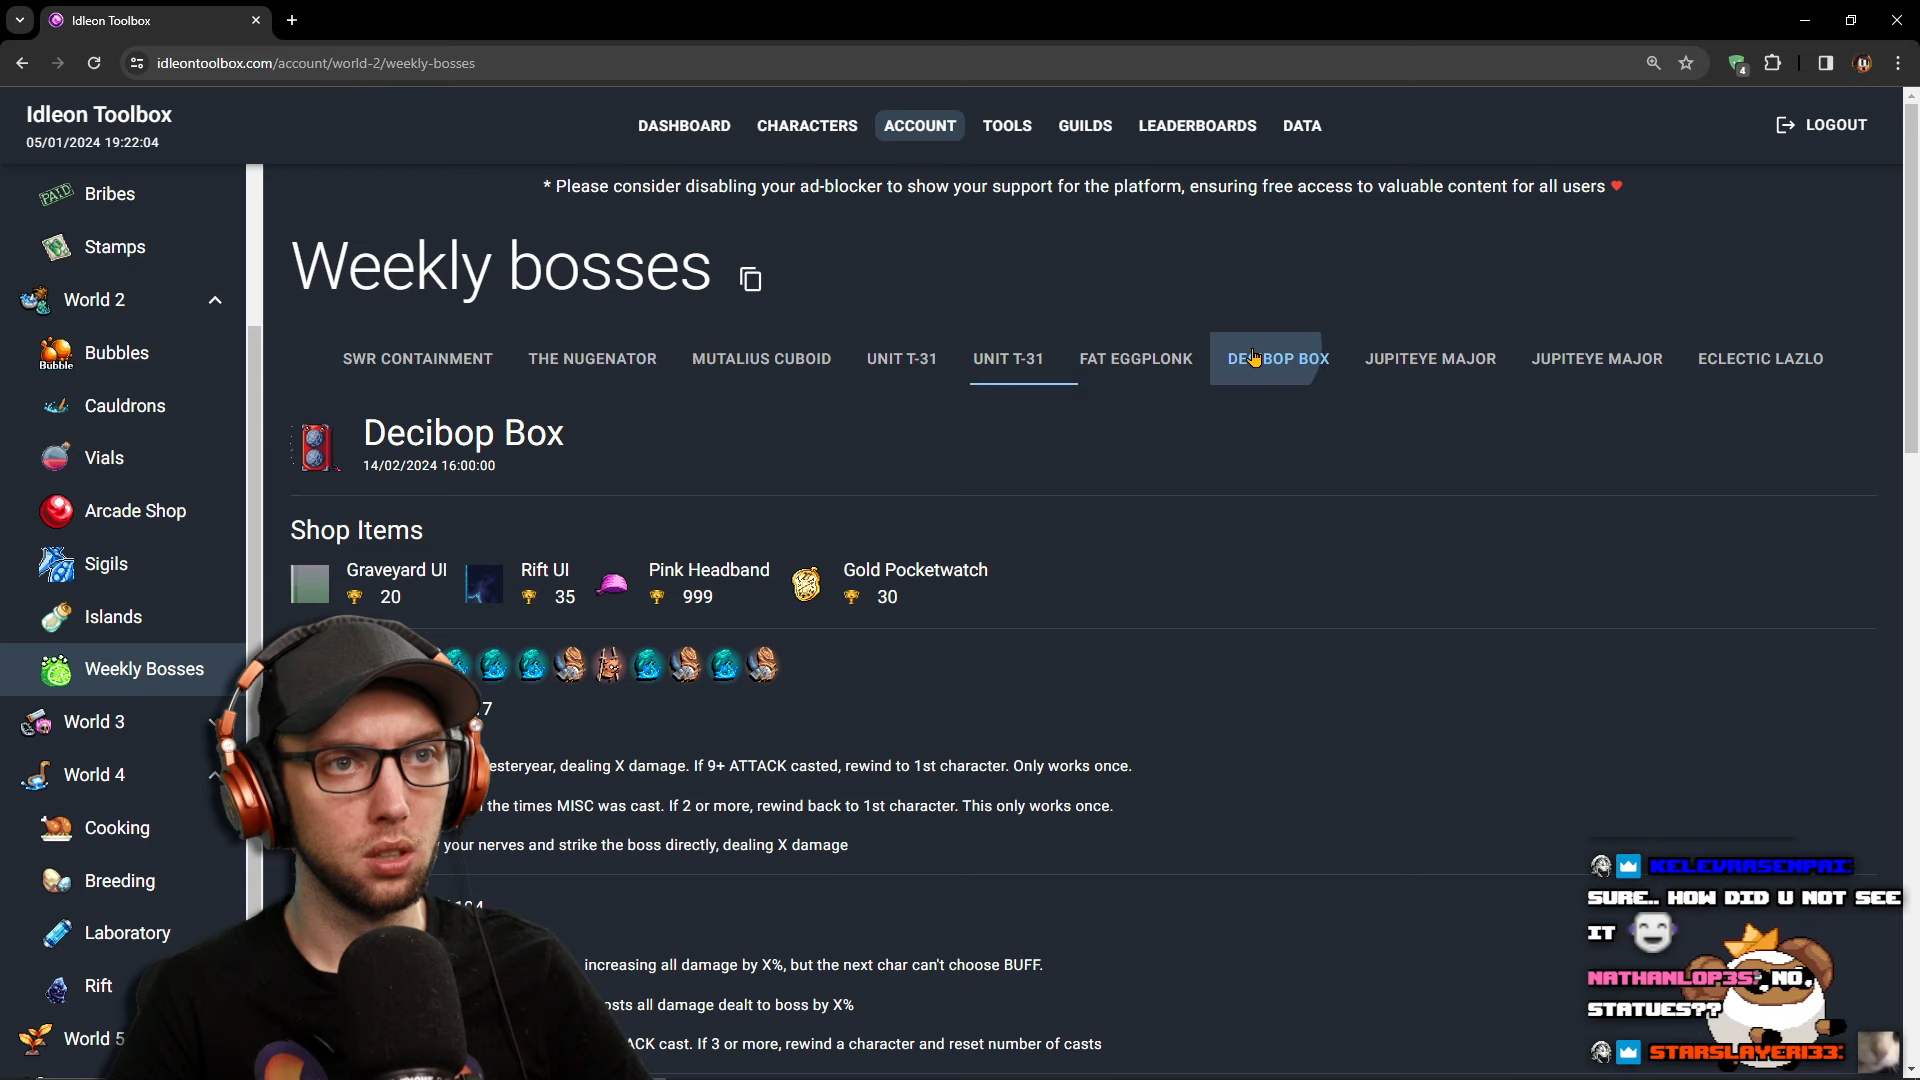 Idleon Toolbox
idleontoolbox.com/account/world-2/weekly-bosses
4
Idleon Toolbox
05/01/2024 19:22:04
DASHBOARD CHARACTERS ACCOUNT TOOLS GUILDS LEADERBOARDS DATA
LOGOUT
* Please consider disabling your ad-blocker to show your support for the platform, ensuring free access to valuable content for all users
PAID Bribes
Stamps
World 2
Bubble Bubbles
Cauldrons
Vials
Arcade Shop
Sigils
Islands
Weekly Bosses
World 3
World 4
Cooking
Breeding
Laboratory
Rift
World 5
Weekly bosses
SWR CONTAINMENT THE NUGENATOR MUTALIUS CUBOID UNIT T-31 UNIT T-31 FAT EGGPLONK DECIBOP BOX JUPITEYE MAJOR JUPITEYE MAJOR ECLECTIC LAZLO
Decibop Box
14/02/2024 16:00:00
Shop Items
Graveyard UI
20
Rift UI
35
Pink Headband
999
Gold Pocketwatch
30
7
esteryear, dealing X damage. If 9+ ATTACK casted, rewind to 1st character. Only works once.
the times MISC was cast. If 2 or more, rewind back to 1st character. This only works once.
your nerves and strike the boss directly, dealing X damage
increasing all damage by X%, but the next char can't choose BUFF.
osts all damage dealt to boss by X%
ACK cast. If 3 or more, rewind a character and reset number of casts
KELEVRASENPAI:
SURE.. HOW DID U NOT SEE
IT
NATHANLOP3S: NO,
STATUES??
STARSLAYER133: